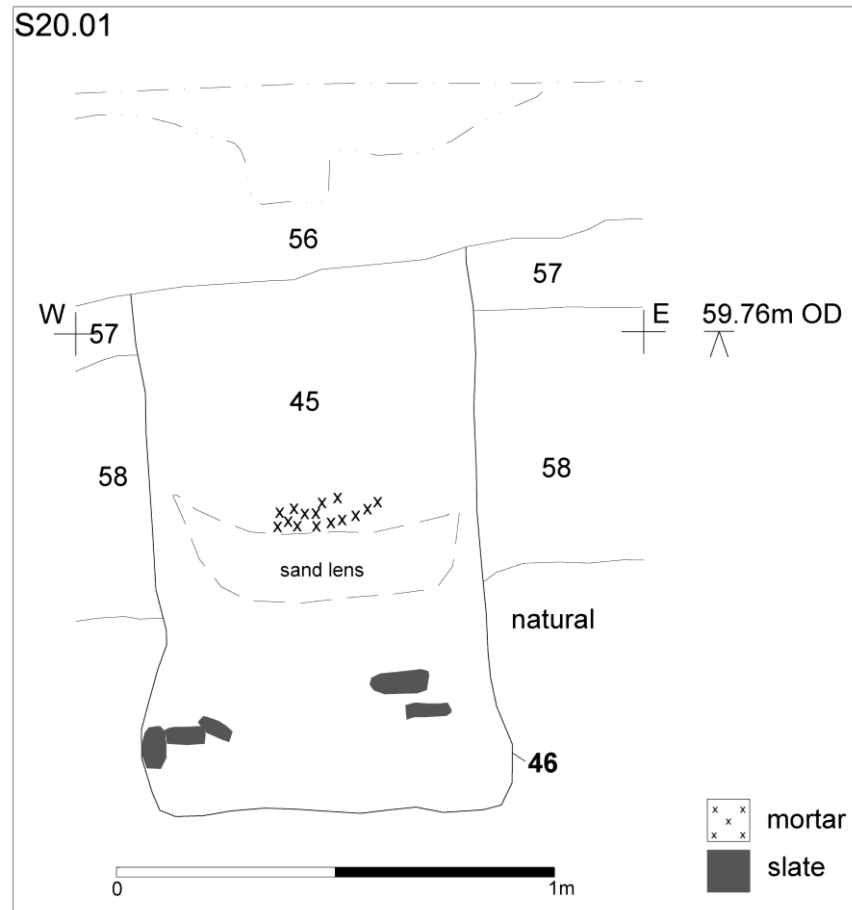 S20.01
56
57
W
E
59.76m OD
57
45
58
58
x x x x x x x x x x x x x x x
sand lens
natural
46
x x x x x
mortar
slate
0
1m